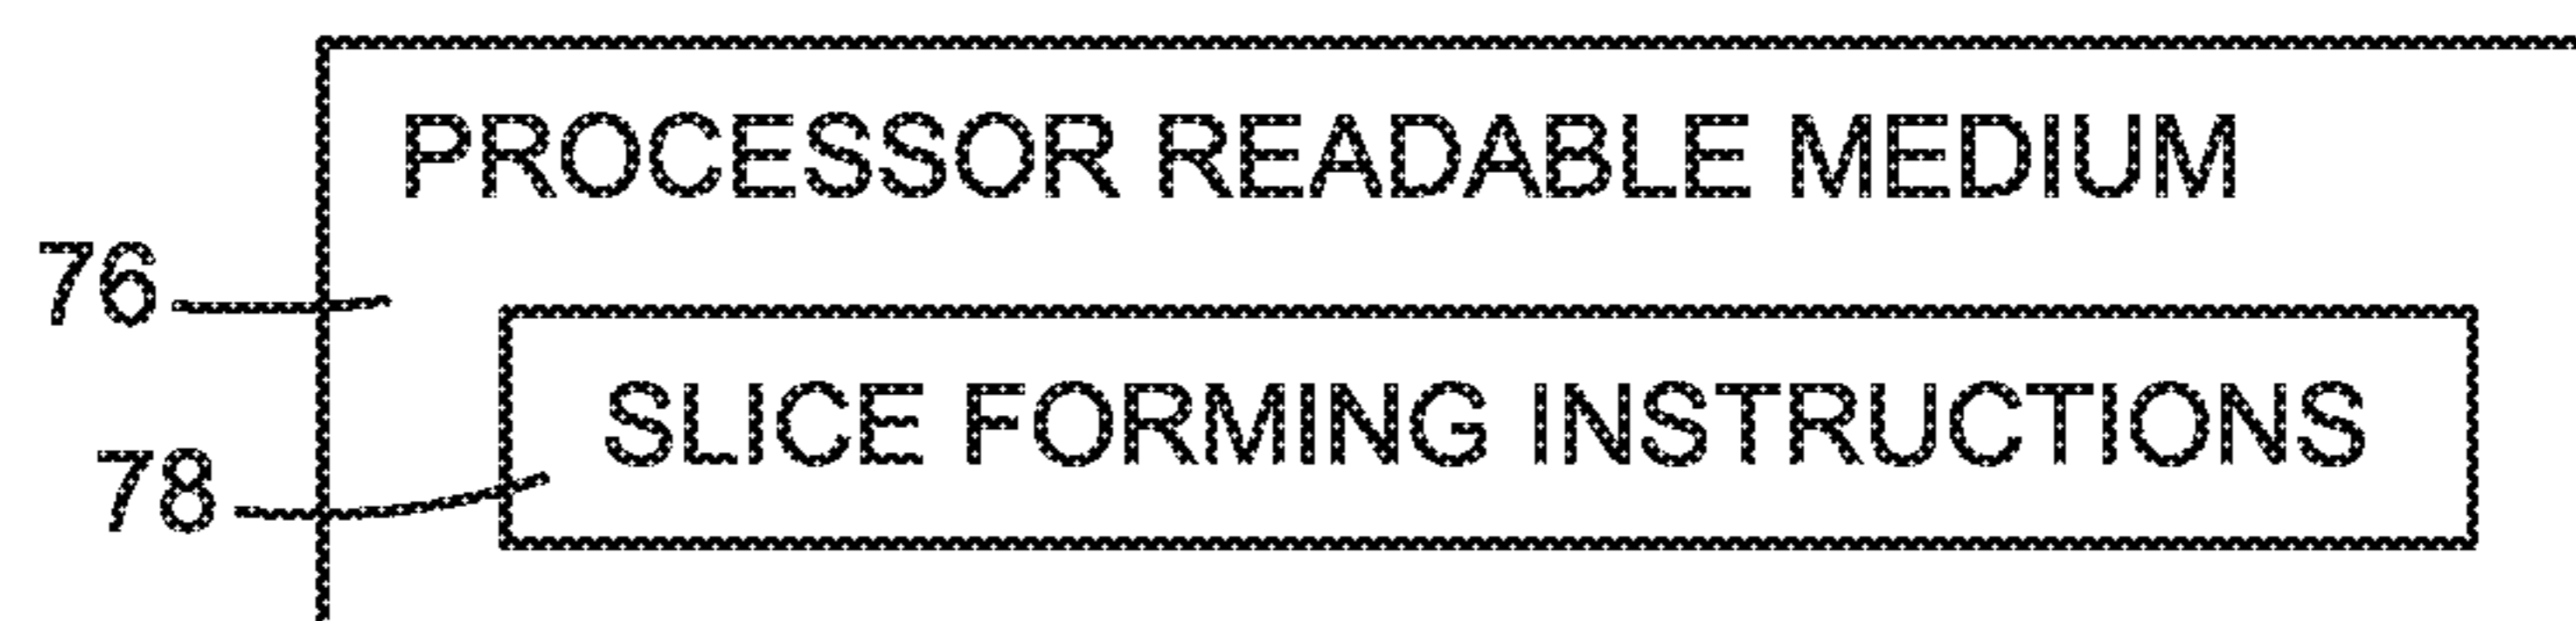 PROCESSOR READABLE MEDIUM
76
SLICE FORMING INSTRUCTIONS
78